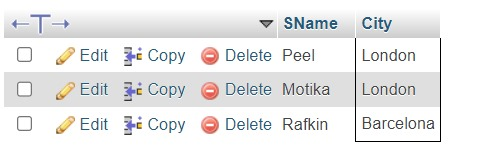 SName City
Edit Copy Delete Peel London
Edit Copy Delete Motika London
Edit Copy Delete Rafkin Barcelona